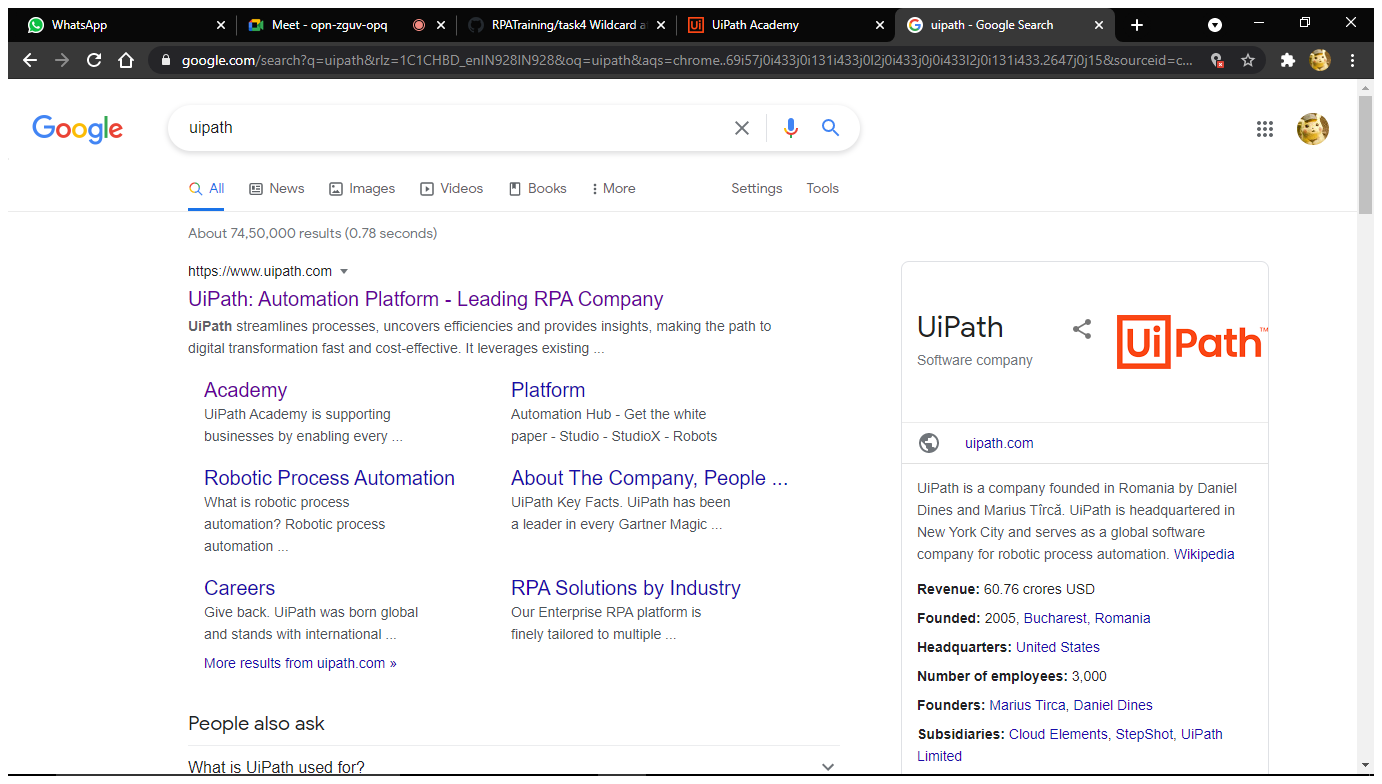 WhatsApp
Meet - opn-zguv-opq
RPATraining/task4 Wildcard at
UiPath Academy
uipath - Google Search
google.com/search?q=uipath&rlz=1C1CHBD_enIN928IN928&oq=uipath&aqs=chrome..69i57j0i433j0i131i433j0l2j0i433j0j0i433l2j0i131i433.2647j0j15&sourceid=c...
Google
uipath
All
News
Images
Videos
Books
More
Settings
Tools
About 74,50,000 results (0.78 seconds)
https://www.uipath.com
UiPath: Automation Platform - Leading RPA Company
UiPath streamlines processes, uncovers efficiencies and provides insights, making the path to
digital transformation fast and cost-effective. It leverages existing ...
Academy
UiPath Academy is supporting
businesses by enabling every ...
Platform
Automation Hub - Get the white
paper - Studio - StudioX - Robots
Robotic Process Automation
What is robotic process
automation? Robotic process
automation ...
About The Company, People ...
UiPath Key Facts. UiPath has been
a leader in every Gartner Magic ...
Careers
Give back. UiPath was born global
and stands with international ...
RPA Solutions by Industry
Our Enterprise RPA platform is
finely tailored to multiple ...
More results from uipath.com »
People also ask
What is UiPath used for?
UiPath
Software company
UiPath™
uipath.com
UiPath is a company founded in Romania by Daniel
Dines and Marius Tîrcă. UiPath is headquartered in
New York City and serves as a global software
company for robotic process automation. Wikipedia
Revenue: 60.76 crores USD
Founded: 2005, Bucharest, Romania
Headquarters: United States
Number of employees: 3,000
Founders: Marius Tirca, Daniel Dines
Subsidiaries: Cloud Elements, StepShot, UiPath
Limited